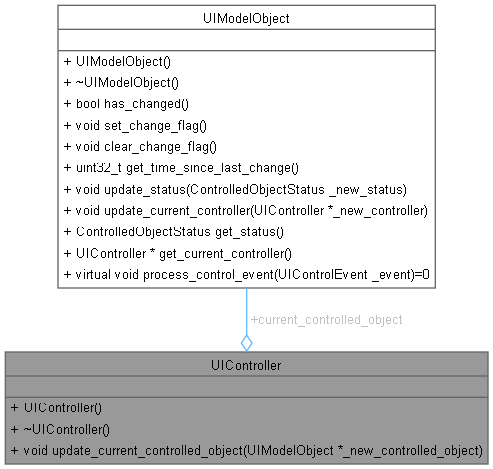 UIModelObject
+ UIModelObject()
+ ~UIModelObject()
+ bool has_changed()
+ void set_change_flag()
+ void clear_change_flag()
+ uint32_t get_time_since_last_change()
+ void update_status(ControlledObjectStatus _new_status)
+ void update_current_controller(UIController *_new_controller)
+ ControlledObjectStatus get_status()
+ UIController * get_current_controller()
+ virtual void process_control_event(UIControlEvent _event)=0
+current_controlled_object
UIController
+ UIController()
+ ~UIController()
+ void update_current_controlled_object(UIModelObject *_new_controlled_object)